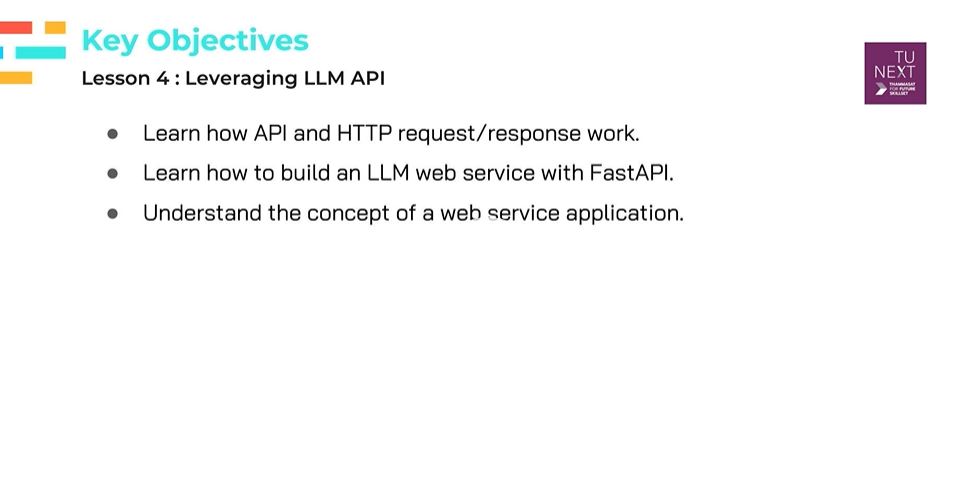 Key Objectives
Lesson 4 : Leveraging LLM API
TU
NEXT
THAMMASAT
FOR FUTURE
SKILLSET
● Learn how API and HTTP request/response work.
● Learn how to build an LLM web service with FastAPI.
● Understand the concept of a web service application.